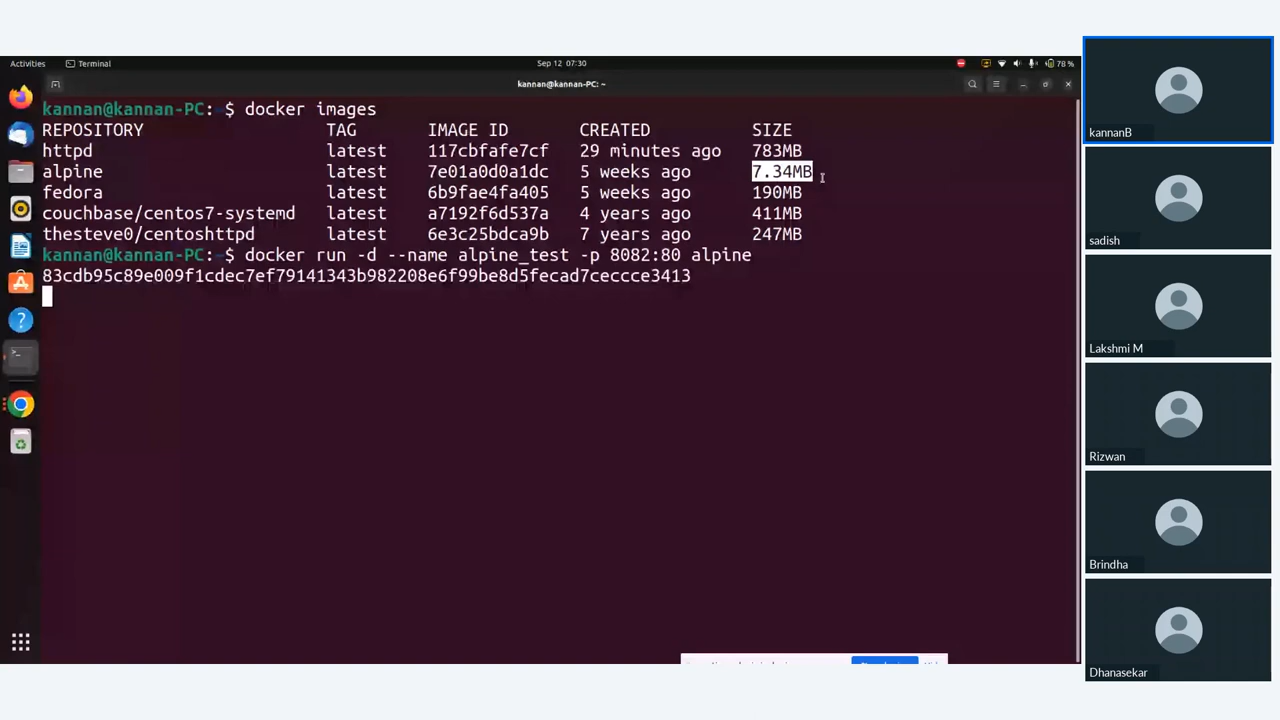 Activities Terminal Sep 12 07:30 78 %
kannan@kannan-PC: ~
kannan@kannan-PC:~$ docker images
REPOSITORY TAG IMAGE ID CREATED SIZE
httpd latest 117cbfafe7cf 29 minutes ago 783MB
alpine latest 7e01a0d0a1dc 5 weeks ago 7.34MB
fedora latest 6b9fae4fa405 5 weeks ago 190MB
couchbase/centos7-systemd latest a7192f6d537a 4 years ago 411MB
thesteve0/centoshttpd latest 6e3c25bdca9b 7 years ago 247MB
kannan@kannan-PC:~$ docker run -d --name alpine_test -p 8082:80 alpine
83cdb95c89e009f1cdec7ef79141343b982208e6f99be8d5fecad7ceccce3413
kannanB
sadish
Lakshmi M
Rizwan
Brindha
Dhanasekar